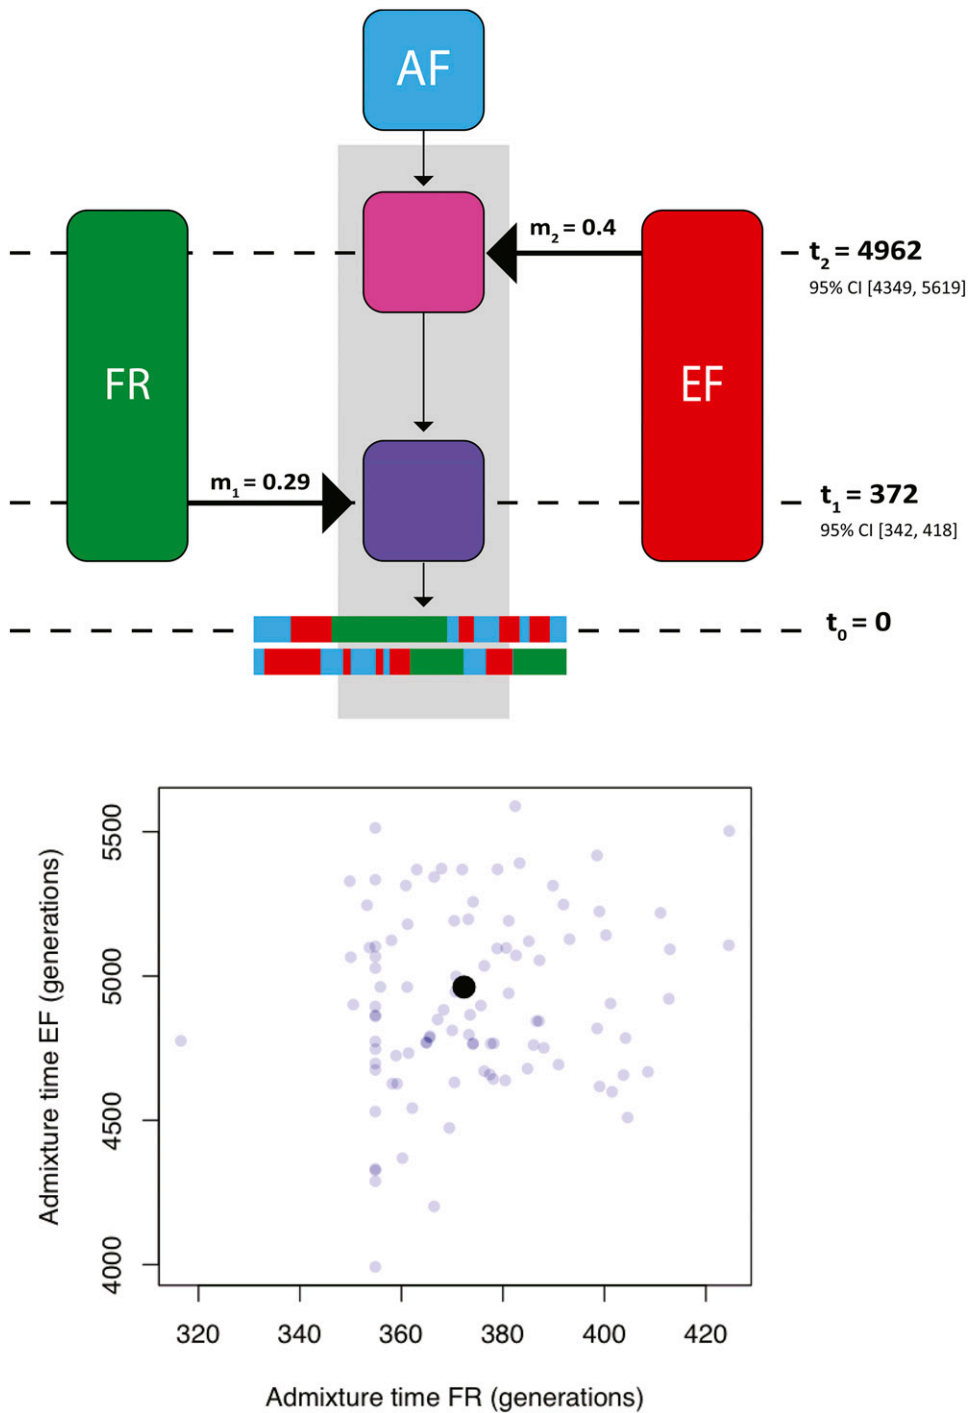 AF
m2 = 0.4
t2 = 4962
95% CI [4349, 5619]
FR
EF
m1 = 0.29
t1 = 372
95% CI [342, 418]
t0 = 0
Admixture time EF (generations)
5500
5000
4500
4000
320 340 360 380 400 420
Admixture time FR (generations)